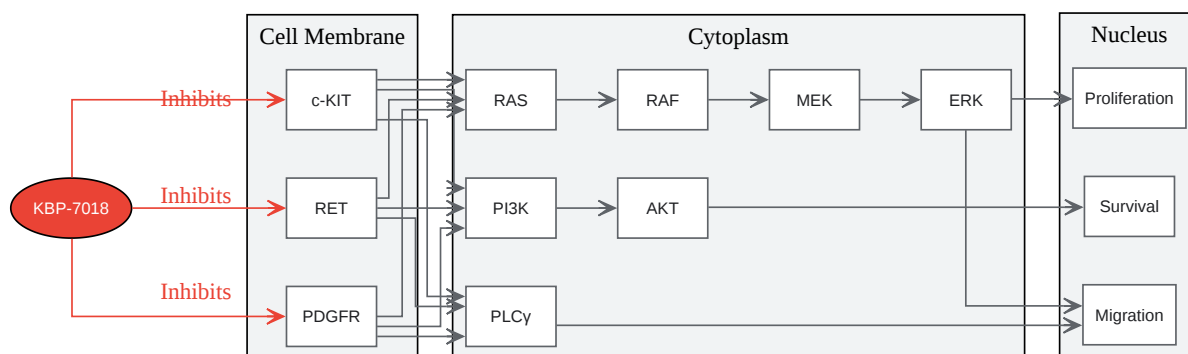 Cell Membrane
Cytoplasm
Nucleus
Inhibits
c-KIT
RAS
RAF
MEK
ERK
Proliferation
KBP-7018
Inhibits
RET
PI3K
AKT
Survival
Inhibits
PDGFR
PLCγ
Migration